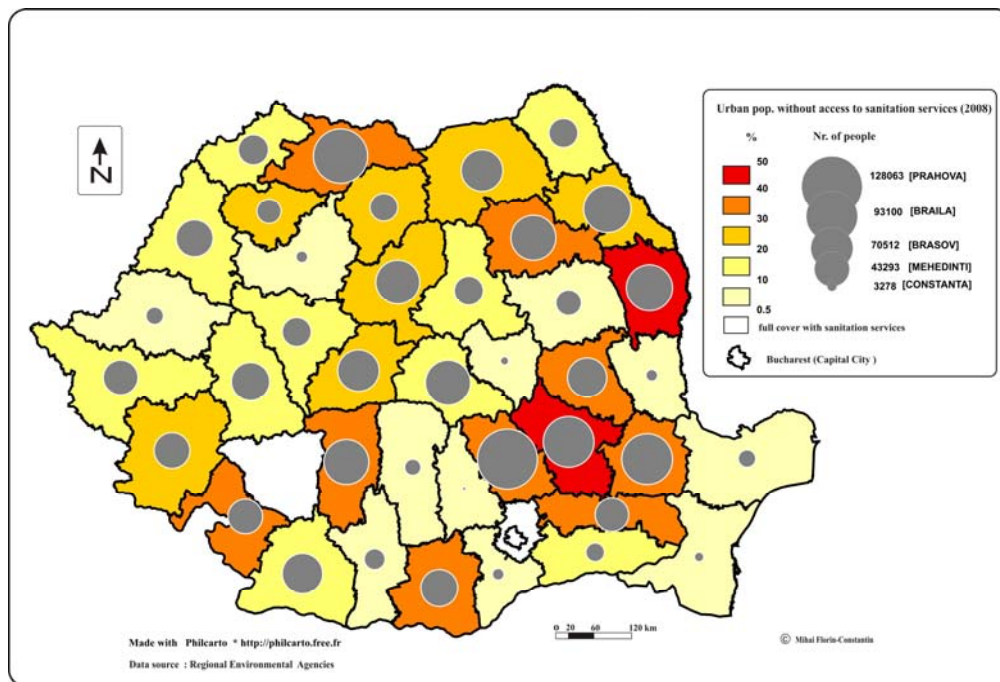 N
Urban pop. without access to sanitation services (2008)
% Nr. of people
50
40
30
20
10
0.5
128063 [PRAHOVA]
93100 [BRAILA]
70512 [BRASOV]
43293 [MEHEDINTI]
3278 [CONSTANTA]
full cover with sanitation services
Bucharest (Capital City )
0 20 60 120 km
Made with Philcarto * http://philcarto.free.fr
© Mihai Florin-Constantin
Data source : Regional Environmental Agencies